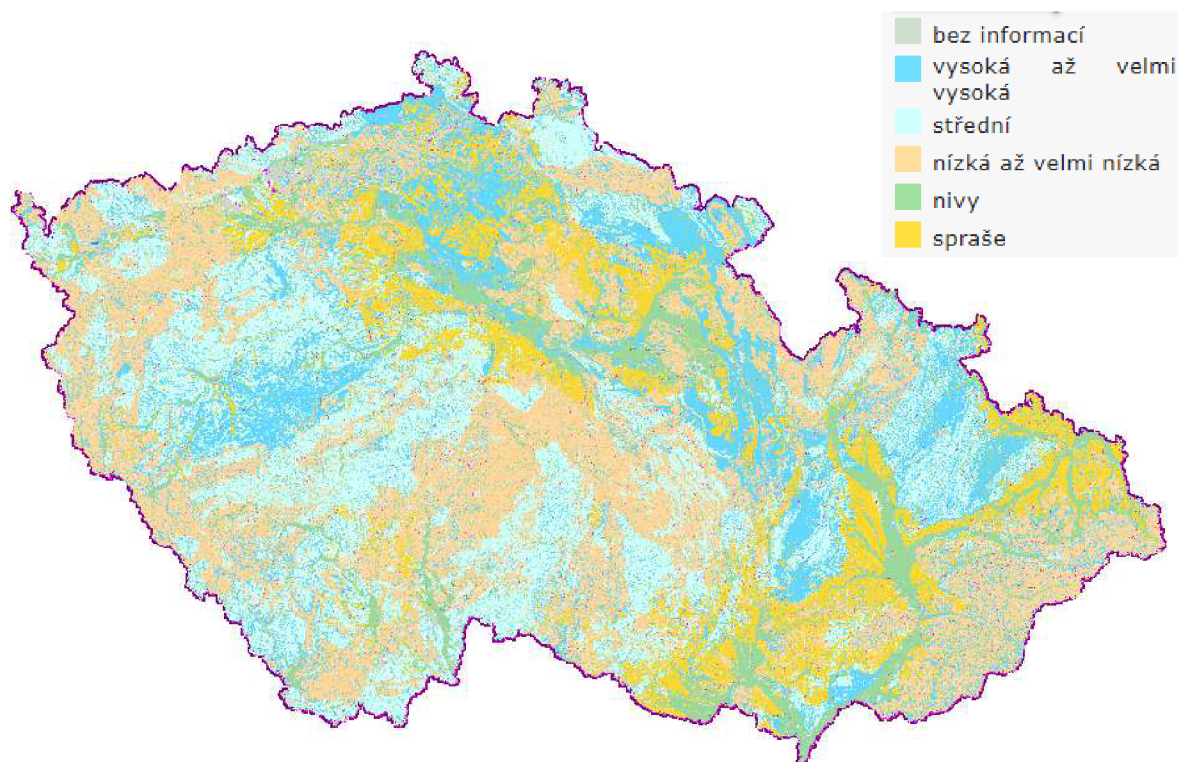 bez informací
vysoká až velmi
vysoká
střední
nízká až velmi nízká
nivy
spraše